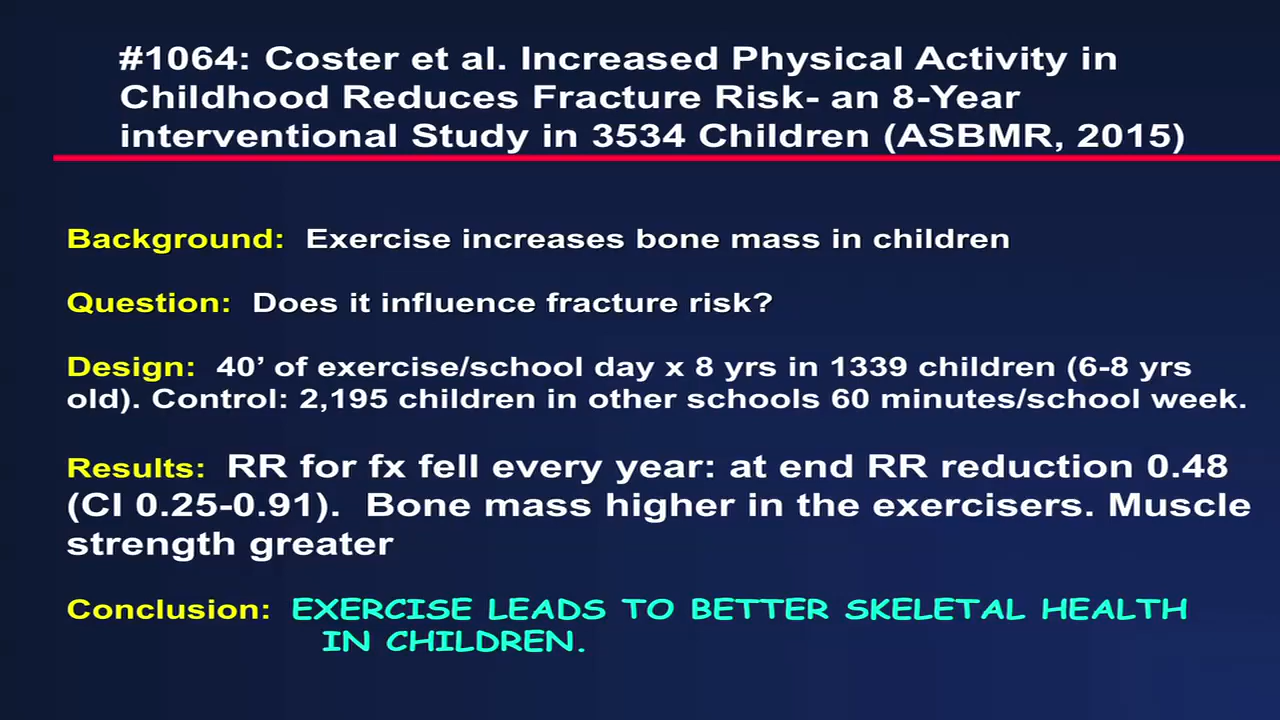 #1064: Coster et al. Increased Physical Activity in
Childhood Reduces Fracture Risk- an 8-Year
interventional Study in 3534 Children (ASBMR, 2015)
Background: Exercise increases bone mass in children
Question: Does it influence fracture risk?
Design: 40’ of exercise/school day x 8 yrs in 1339 children (6-8 yrs
old). Control: 2,195 children in other schools 60 minutes/school week.
Results: RR for fx fell every year: at end RR reduction 0.48
(CI 0.25-0.91). Bone mass higher in the exercisers. Muscle
strength greater
Conclusion: EXERCISE LEADS TO BETTER SKELETAL HEALTH
IN CHILDREN.